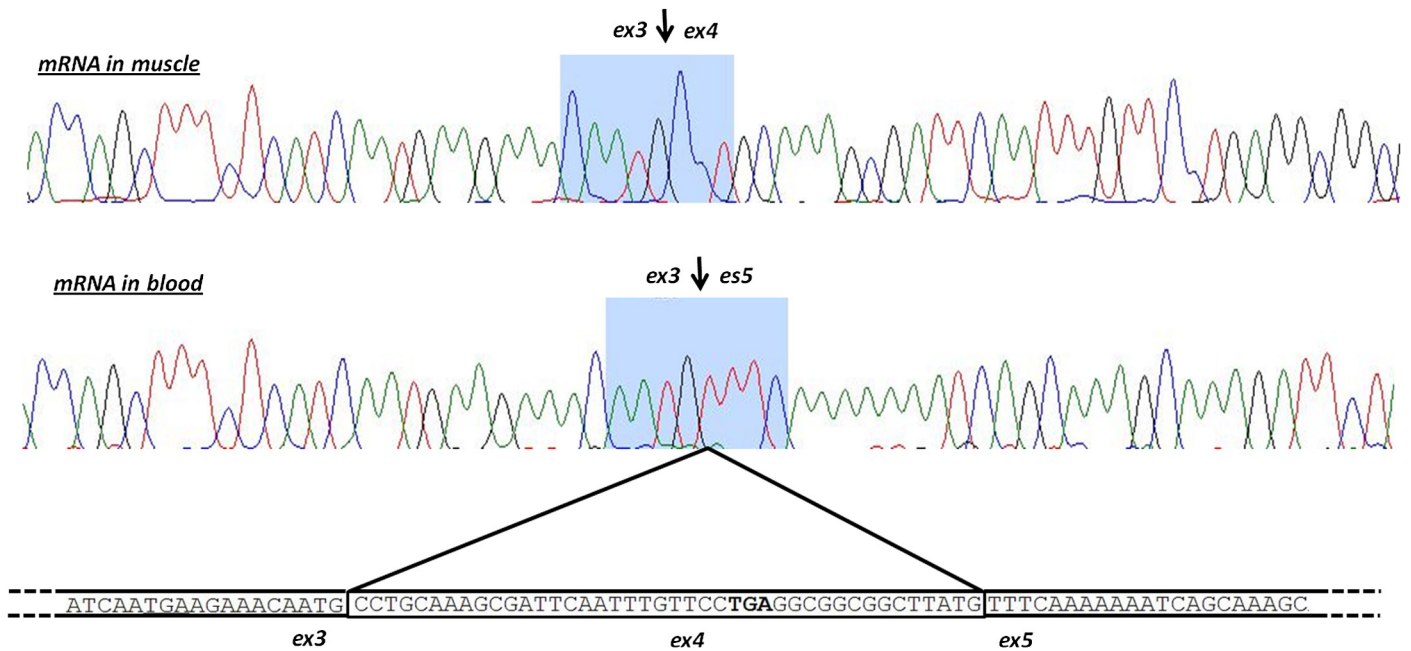 ex3 ex4
mRNA in muscle
ex3 es5
mRNA in blood
ATCAATGAAGAAACAATG CCTGCAAAGCGATTCAATTTGTTCCTGAGGCGGCGGCTTATG TTTCAAAAAAATCAGCAAAGC
ex3 ex4 ex5